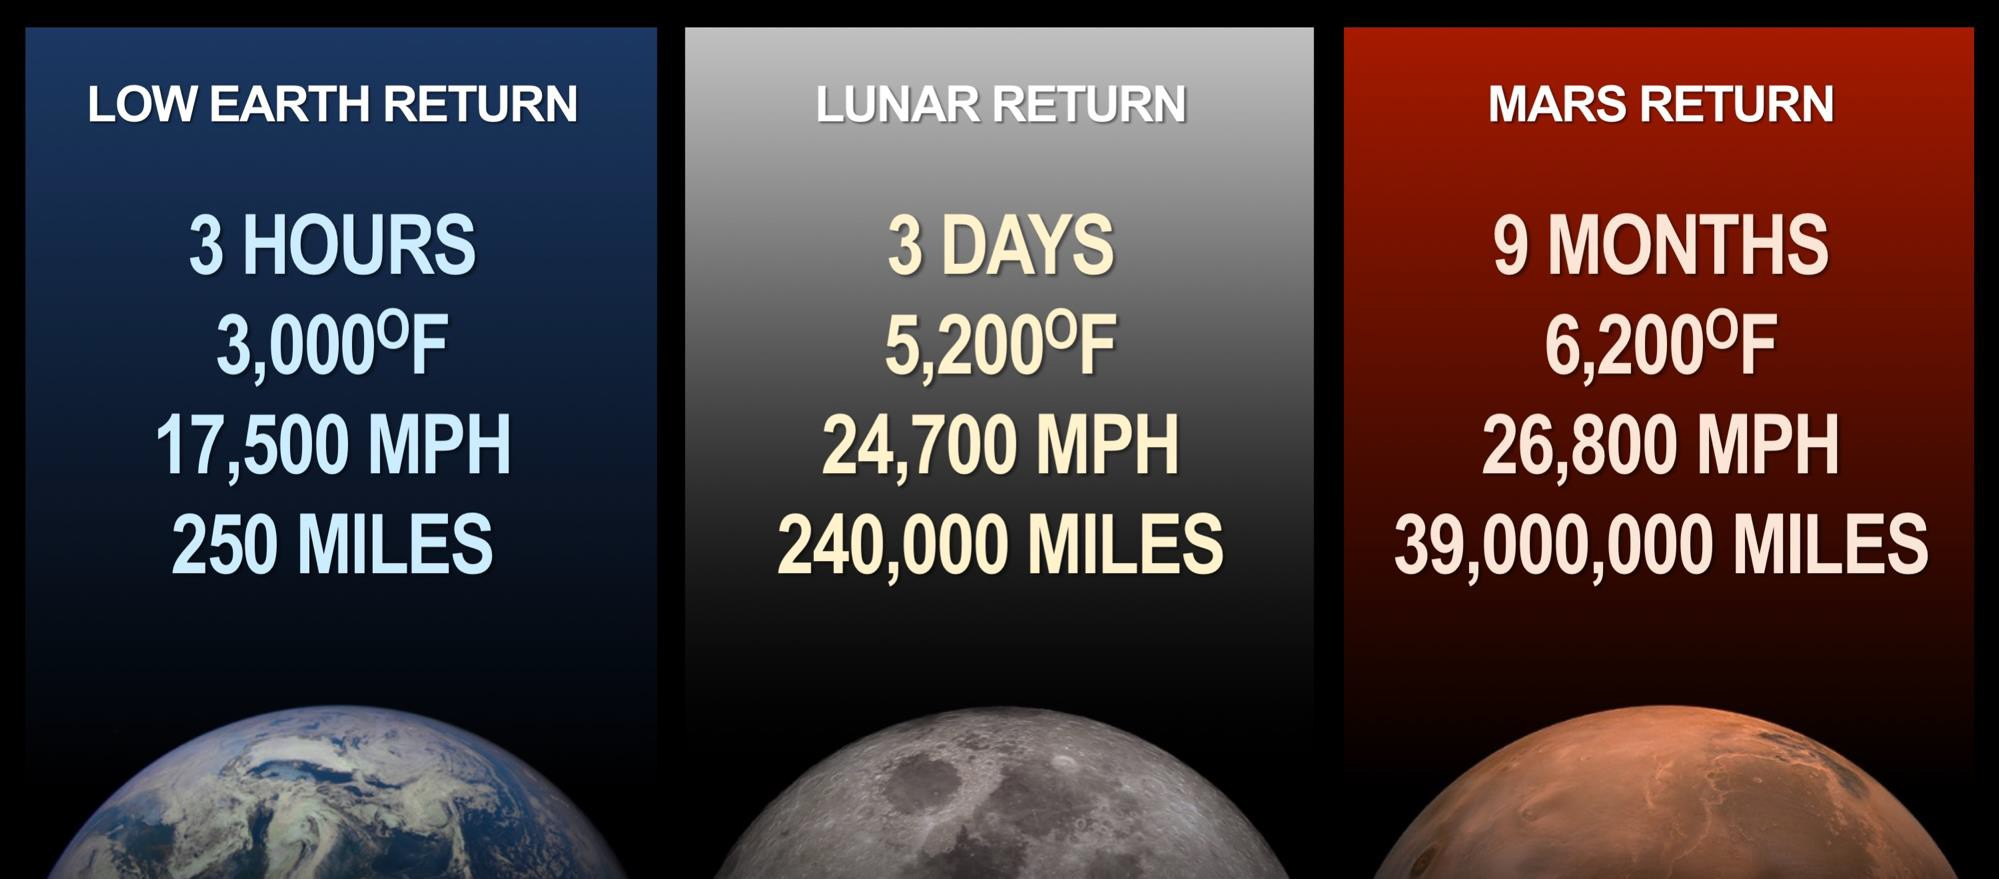 LOW EARTH RETURN
3 HOURS
3,000ºF
17,500 MPH
250 MILES
LUNAR RETURN
3 DAYS
5,200ºF
24,700 MPH
240,000 MILES
MARS RETURN
9 MONTHS
6,200ºF
26,800 MPH
39,000,000 MILES